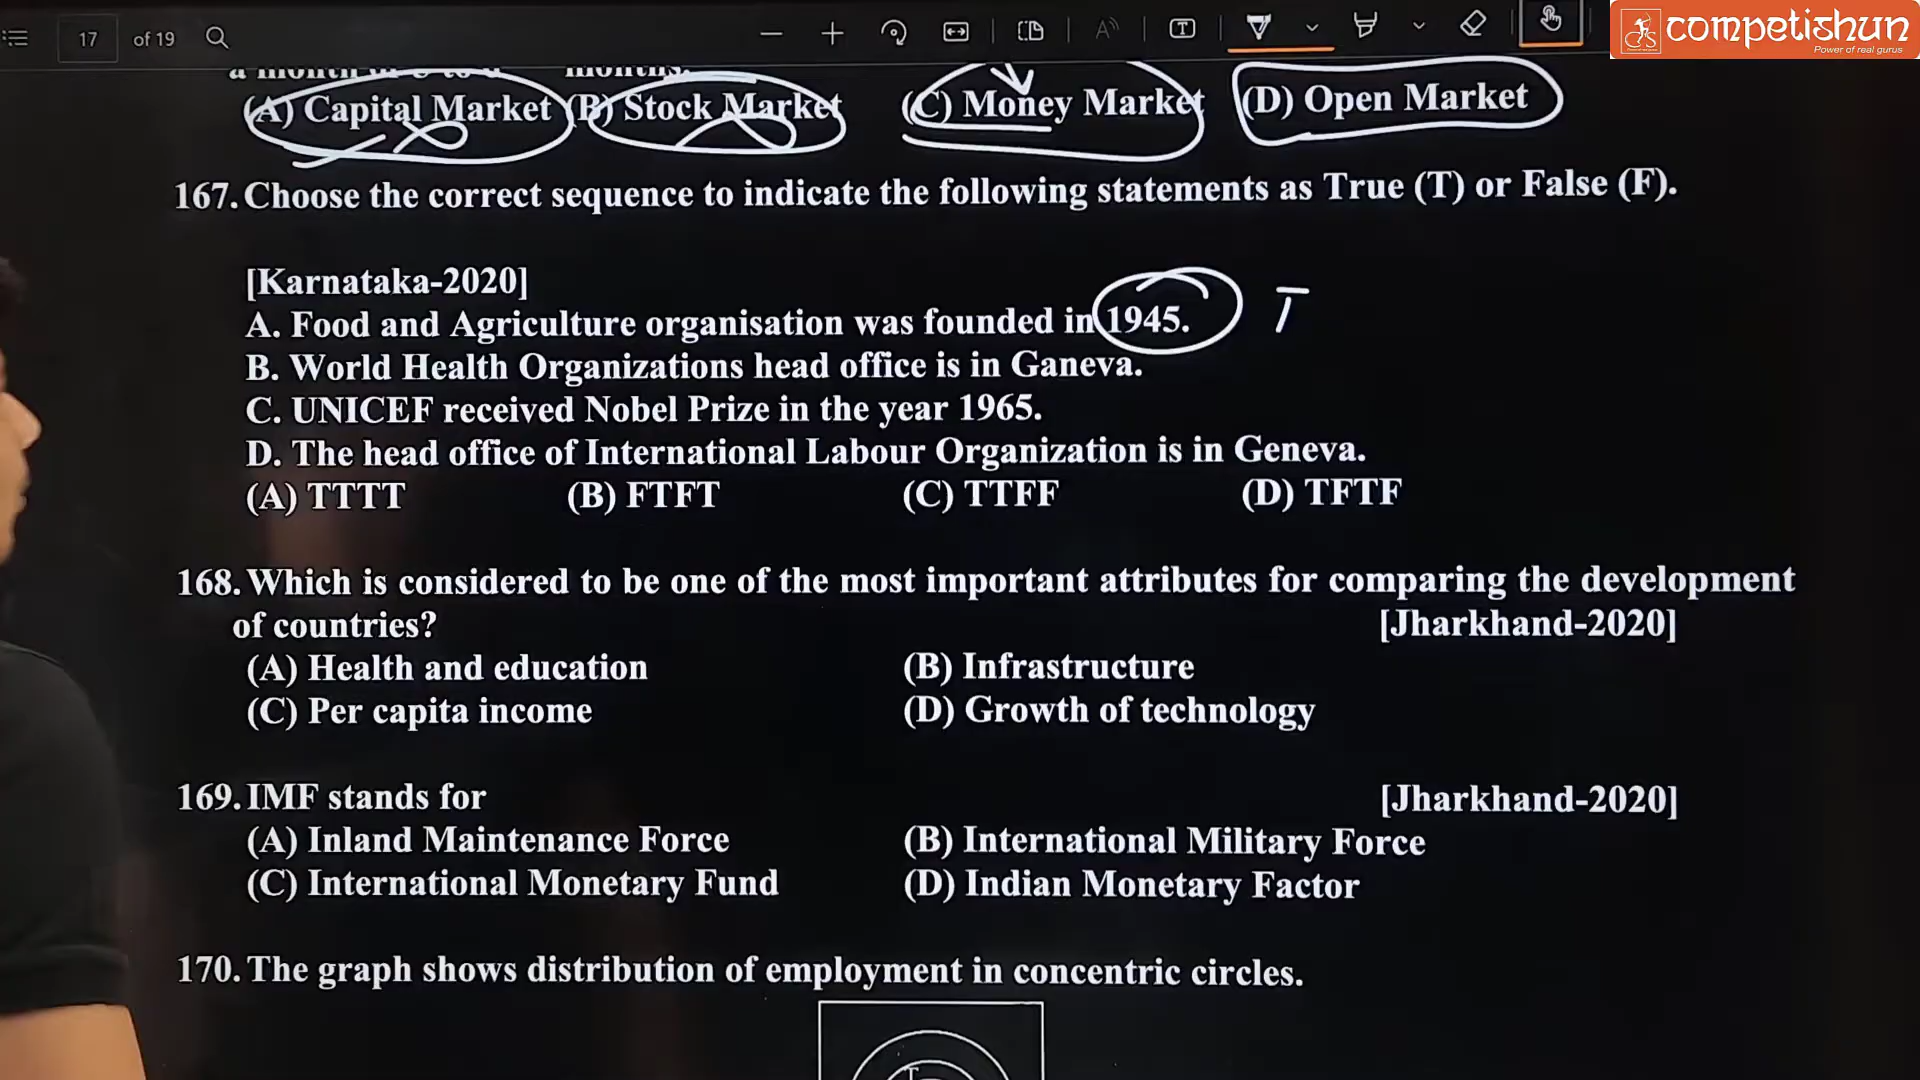 17 of 19
competishun
Power of real gurus
(A) Capital Market (B) Stock Market (C) Money Market (D) Open Market
167. Choose the correct sequence to indicate the following statements as True (T) or False (F).
[Karnataka-2020]
A. Food and Agriculture organisation was founded in 1945. T
B. World Health Organizations head office is in Ganeva.
C. UNICEF received Nobel Prize in the year 1965.
D. The head office of International Labour Organization is in Geneva.
(A) TTTT (B) FTFT (C) TTFF (D) TFTF
168. Which is considered to be one of the most important attributes for comparing the development
of countries? [Jharkhand-2020]
(A) Health and education (B) Infrastructure
(C) Per capita income (D) Growth of technology
169. IMF stands for [Jharkhand-2020]
(A) Inland Maintenance Force (B) International Military Force
(C) International Monetary Fund (D) Indian Monetary Factor
170. The graph shows distribution of employment in concentric circles.